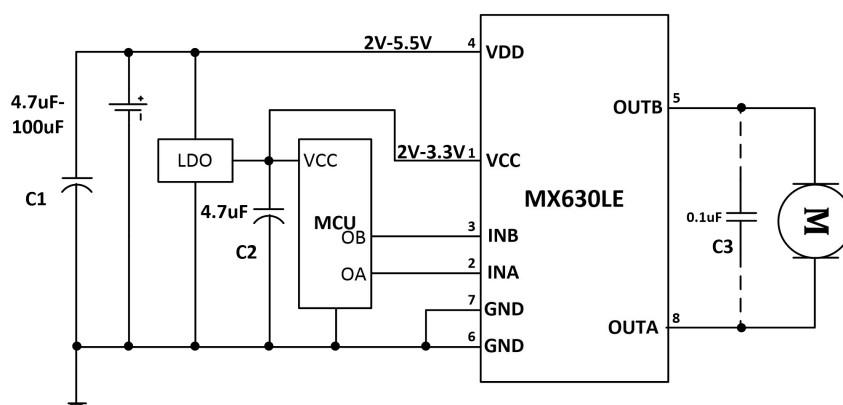 2V-5.5V
4
VDD
4.7uF-
100uF
OUTB
5
LDO
VCC
2V-3.3V
1
VCC
MX630LE
M
C1
4.7uF
C2
MCU
OB
3
INB
0.1uF
C3
OA
2
INA
7
GND
OUTA
8
6
GND